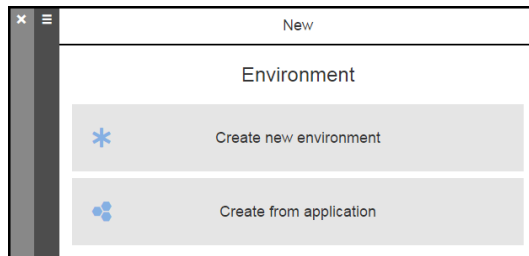 New
Environment
Create new environment
Create from application